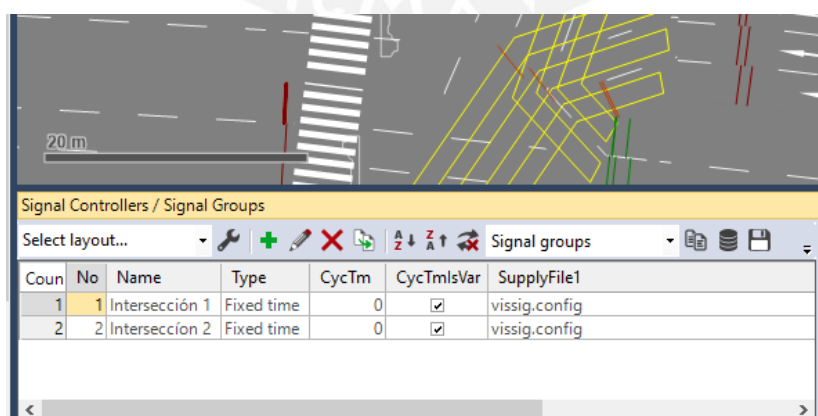 20 m
Signal Controllers / Signal Groups
Select layout... Signal groups
Coun No Name Type CycTm CycTmIsVar SupplyFile1
1 1 Intersección 1 Fixed time 0 vissig.config
2 2 Interseccíon 2 Fixed time 0 vissig.config